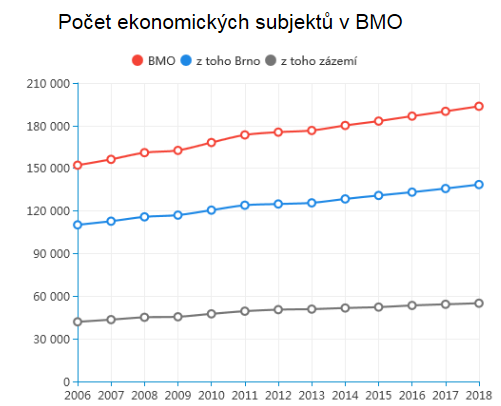 Počet ekonomických subjektů v BMO
BMO z toho Brno z toho zázemí
210 000
180 000
150 000
120 000
90 000
60 000
30 000
0
2006 2007 2008 2009 2010 2011 2012 2013 2014 2015 2016 2017 2018